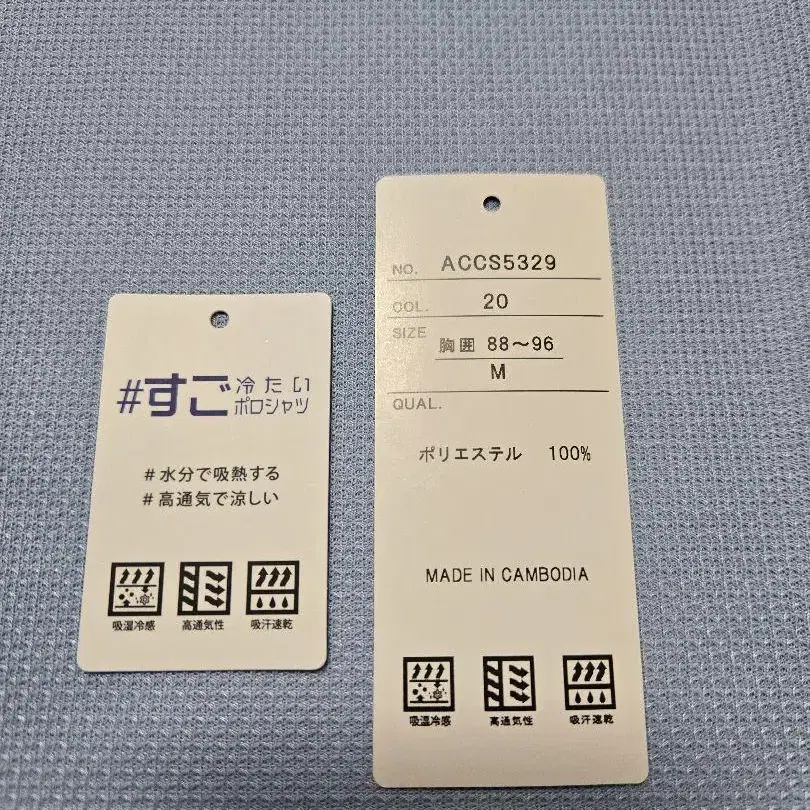 #すご冷たい
ポロシャツ
#水分で吸熱する
#高通気で涼しい
吸湿冷感 高通気性 吸汗速乾
NO. ACCS5329
COL. 20
SIZE 胸囲 88～96
M
QUAL.
ポリエステル 100%
MADE IN CAMBODIA
吸湿冷感 高通気性 吸汗速乾